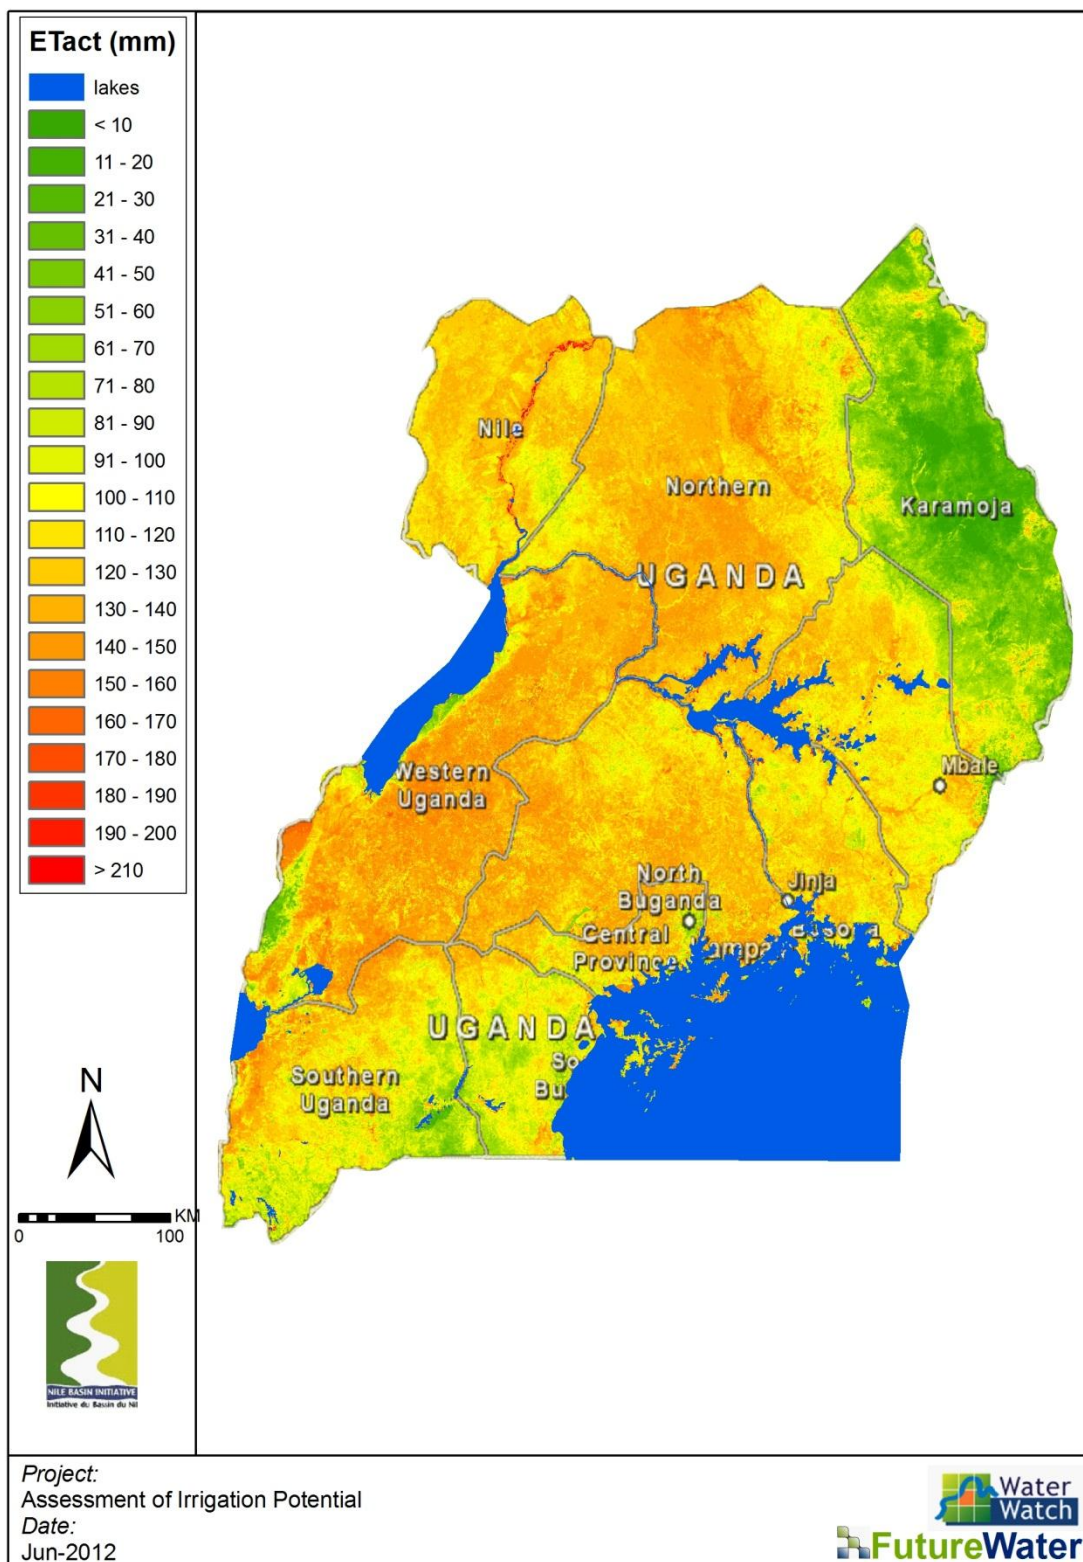 ETact (mm)
lakes
< 10
11 - 20
21 - 30
31 - 40
41 - 50
51 - 60
61 - 70
71 - 80
81 - 90
91 - 100
100 - 110
110 - 120
120 - 130
130 - 140
140 - 150
150 - 160
160 - 170
170 - 180
180 - 190
190 - 200
> 210
Nile
Northern
Karamoja
UGANDA
Mbale
Western
Uganda
North
Buganda
Jinja
Central
Province
ampa
UGANDA
So
Bu
Southern
Uganda
N
KM
0 100
NILE BASIN INITIATIVE
Initiative du Bassin du Nil
Project:
Assessment of Irrigation Potential
Date:
Jun-2012
Water
Watch
FutureWater